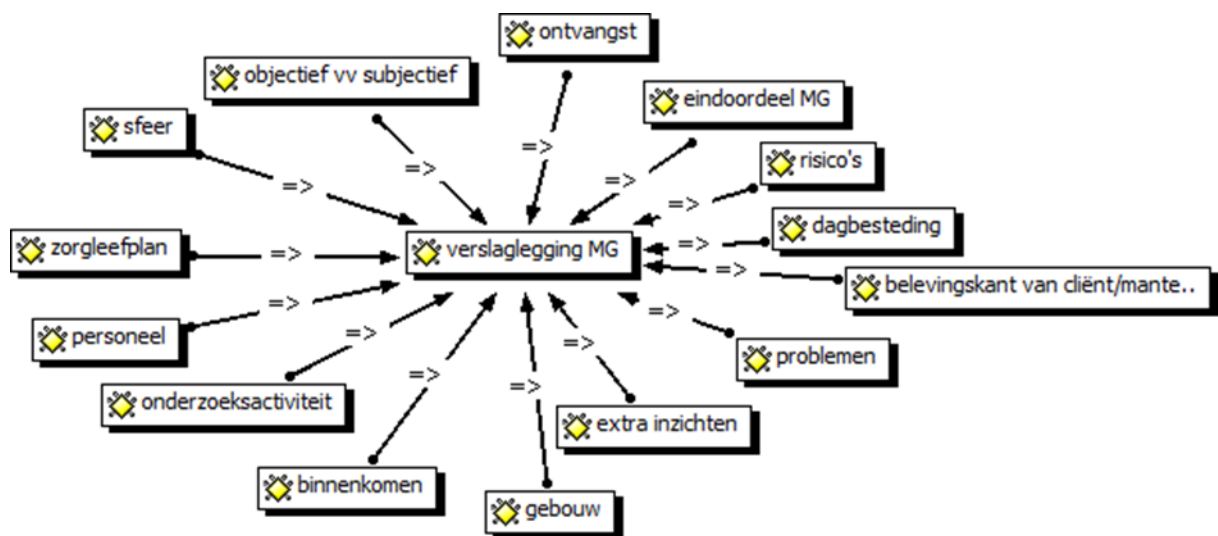 ontvangst
objectief vv subjectief
eindoordeel MG
sfeer
risico's
=>
=>
=>
=>
=>
=>
dagbesteding
zorgleefplan
=>
verslaglegging MG
=>
=>
belevingskant van cliënt/mante..
=>
=>
personeel
=>
=>
problemen
=>
=>
onderzoeksactiviteit
extra inzichten
binnenkomen
gebouw